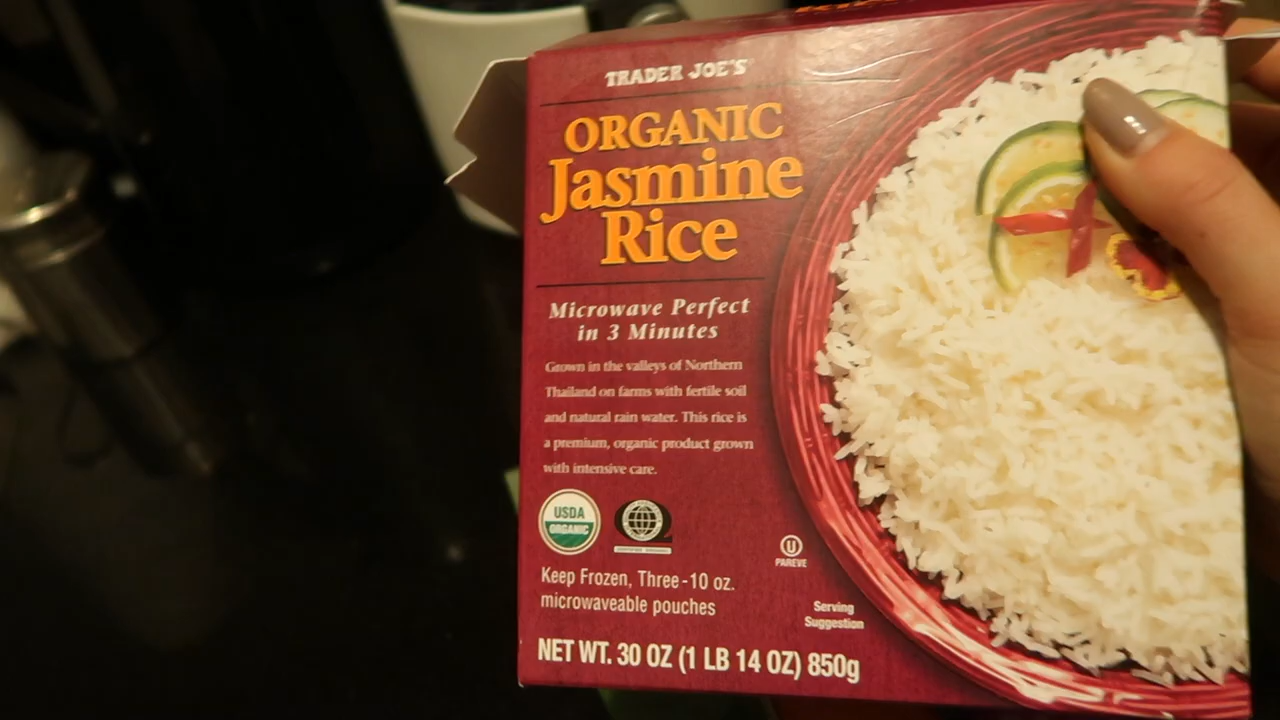 TRADER JOE'S
ORGANIC
Jasmine
Rice
Microwave Perfect
in 3 Minutes
Grown in the valleys of Northern
Thailand on farms with fertile soil
and natural rain water. This rice is
a premium, organic product grown
with intensive care.
USDA
ORGANIC
U
PAREVE
Keep Frozen, Three-10 oz.
microwaveable pouches
Serving
Suggestion
NET WT. 30 OZ (1 LB 14 OZ) 850g